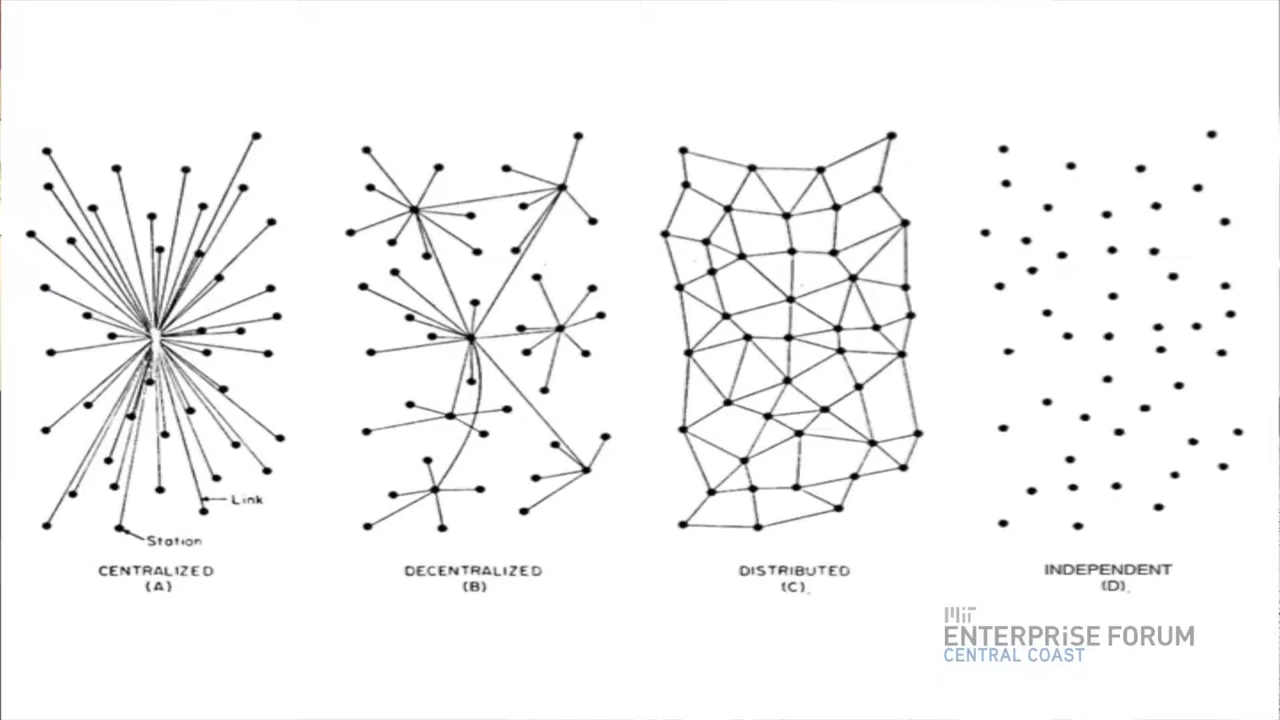 Link
Station
CENTRALIZED
(A)
DECENTRALIZED
(B)
DISTRIBUTED
(C).
INDEPENDENT
(D).
MiT
ENTERPRiSE FORUM
CENTRAL COAST